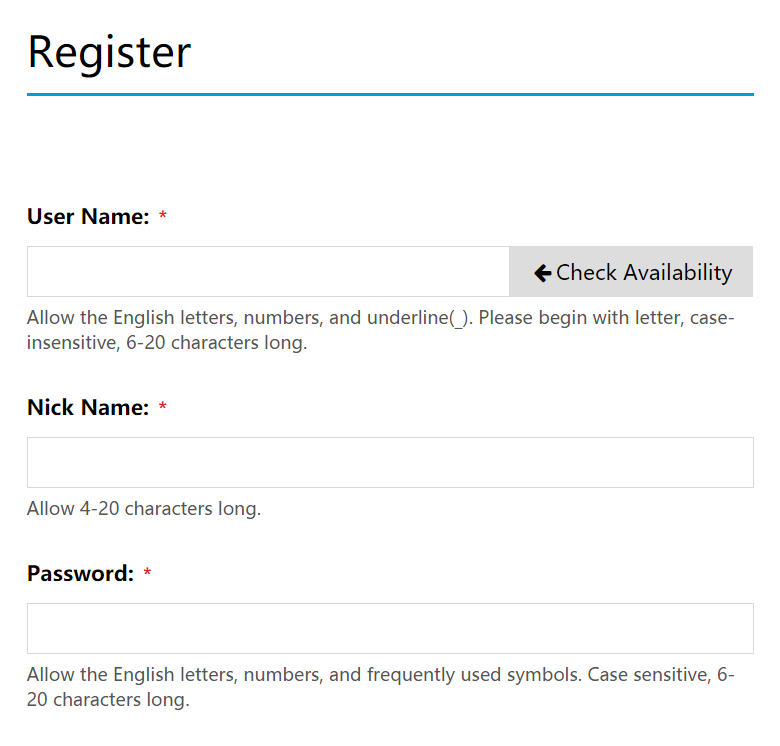 Register
User Name: *
Check Availability
Allow the English letters, numbers, and underline(_). Please begin with letter, case-
insensitive, 6-20 characters long.
Nick Name: *
Allow 4-20 characters long.
Password: *
Allow the English letters, numbers, and frequently used symbols. Case sensitive, 6-
20 characters long.